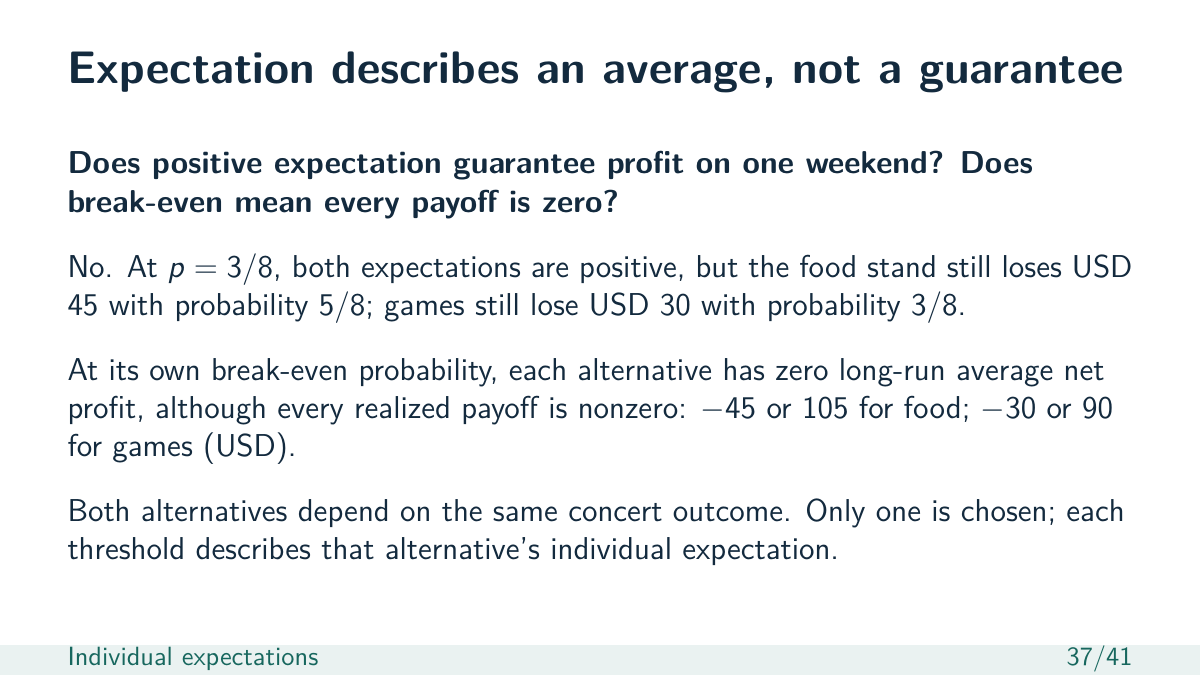 Expectation describes an average, not a guarantee
Does positive expectation guarantee profit on one weekend? Does
break-even mean every payoff is zero?
No. At p = 3/8, both expectations are positive, but the food stand still loses USD
45 with probability 5/8; games still lose USD 30 with probability 3/8.
At its own break-even probability, each alternative has zero long-run average net
profit, although every realized payoff is nonzero: −45 or 105 for food; −30 or 90
for games (USD).
Both alternatives depend on the same concert outcome. Only one is chosen; each
threshold describes that alternative's individual expectation.
Individual expectations
37/41